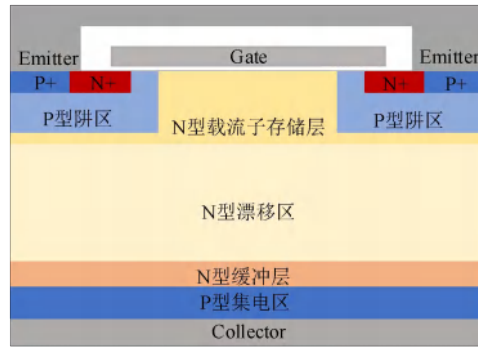 Emitter Gate Emitter
P+ N+ N+ P+
P型阱区 N型载流子存储层 P型阱区
N型漂移区
N型缓冲层
P型集电区
Collector